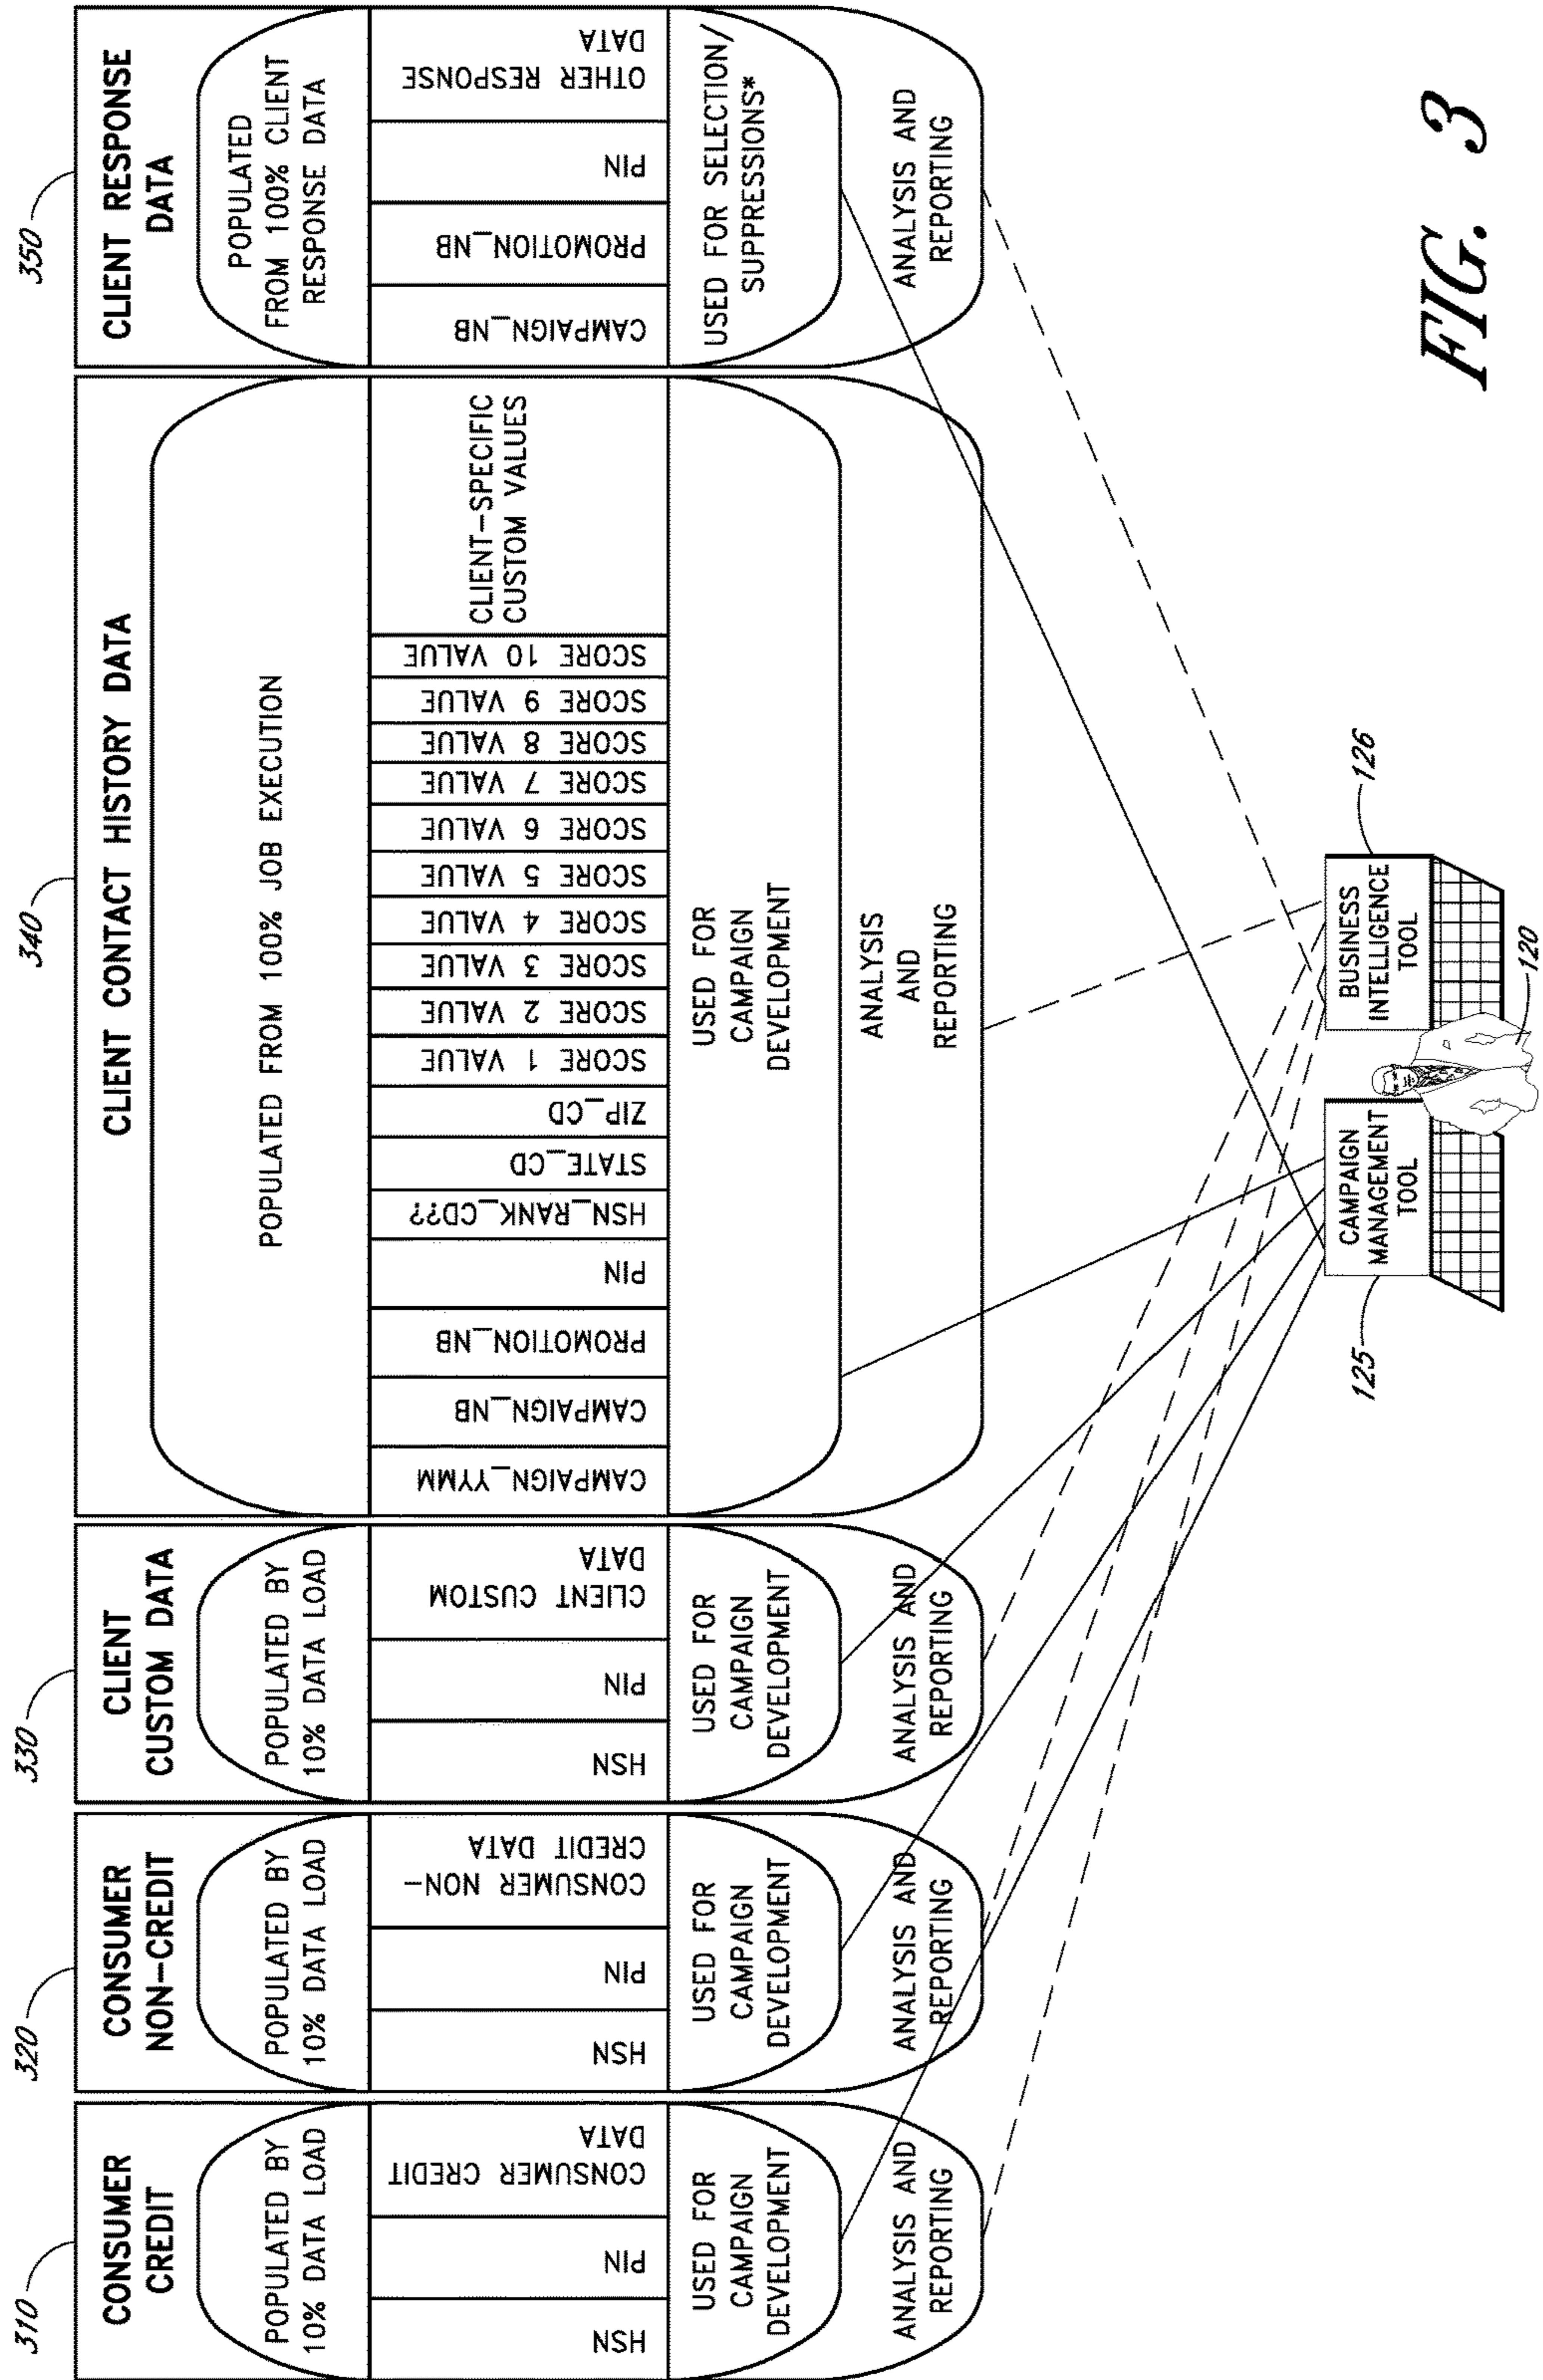 310
CONSUMER
CREDIT
POPULATED BY
10% DATA LOAD
HSN
PIN
CONSUMER CREDIT
DATA
USED FOR
CAMPAIGN
DEVELOPMENT
ANALYSIS AND
REPORTING
320
CONSUMER
NON-CREDIT
POPULATED BY
10% DATA LOAD
HSN
PIN
CONSUMER NON-
CREDIT DATA
USED FOR
CAMPAIGN
DEVELOPMENT
ANALYSIS AND
REPORTING
330
CLIENT
CUSTOM DATA
POPULATED BY
10% DATA LOAD
HSN
PIN
CLIENT CUSTOM
DATA
USED FOR
CAMPAIGN
DEVELOPMENT
ANALYSIS AND
REPORTING
340
CLIENT CONTACT HISTORY DATA
POPULATED FROM 100% JOB EXECUTION
CAMPAIGN_YYMM
CAMPAIGN_NB
PROMOTION_NB
PIN
HSN_RANK_CD??
STATE_CD
ZIP_CD
SCORE 1 VALUE
SCORE 2 VALUE
SCORE 3 VALUE
SCORE 4 VALUE
SCORE 5 VALUE
SCORE 6 VALUE
SCORE 7 VALUE
SCORE 8 VALUE
SCORE 9 VALUE
SCORE 10 VALUE
CLIENT-SPECIFIC
CUSTOM VALUES
USED FOR
CAMPAIGN
DEVELOPMENT
ANALYSIS
AND
REPORTING
350
CLIENT RESPONSE
DATA
POPULATED
FROM 100% CLIENT
RESPONSE DATA
CAMPAIGN_NB
PROMOTION_NB
PIN
OTHER RESPONSE
DATA
USED FOR SELECTION/
SUPPRESSIONS*
ANALYSIS AND
REPORTING
125
CAMPAIGN
MANAGEMENT
TOOL
BUSINESS
INTELLIGENCE
TOOL
126
120
FIG. 3